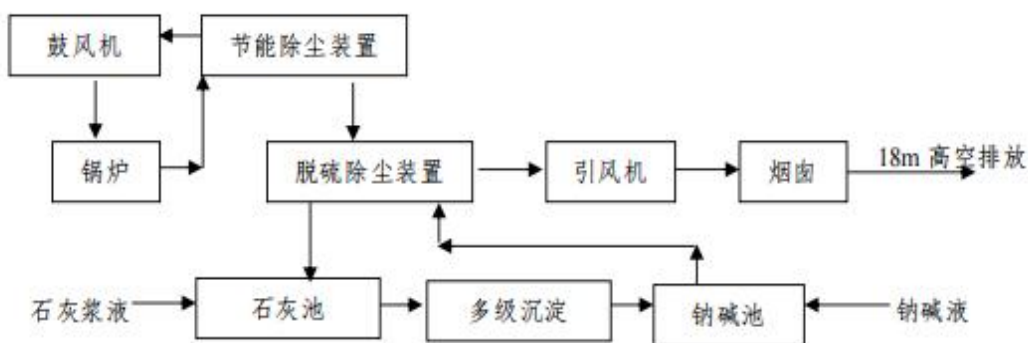 鼓风机
节能除尘装置
锅炉
脱硫除尘装置
引风机
烟囱
18m 高空排放
石灰浆液
石灰池
多级沉淀
钠碱池
钠碱液